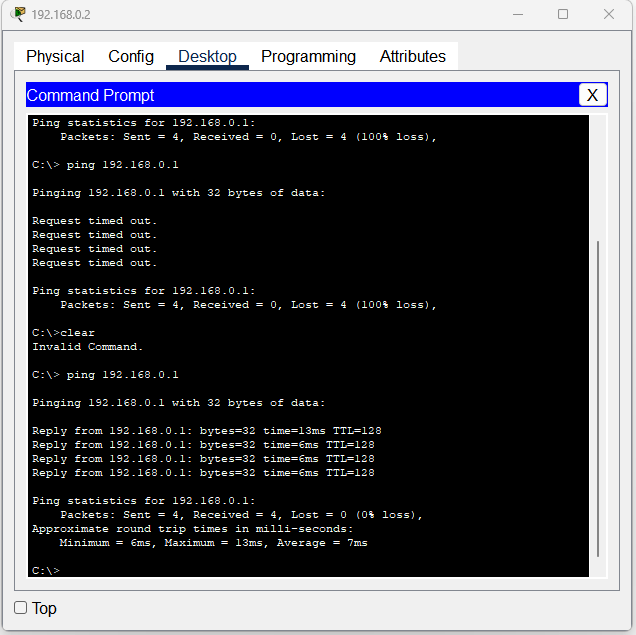 192.168.0.2
Physical Config Desktop Programming Attributes
Command Prompt X
Ping statistics for 192.168.0.1:
    Packets: Sent = 4, Received = 0, Lost = 4 (100% loss),
C:\> ping 192.168.0.1
Pinging 192.168.0.1 with 32 bytes of data:
Request timed out.
Request timed out.
Request timed out.
Request timed out.
Ping statistics for 192.168.0.1:
    Packets: Sent = 4, Received = 0, Lost = 4 (100% loss),
C:\>clear
Invalid Command.
C:\> ping 192.168.0.1
Pinging 192.168.0.1 with 32 bytes of data:
Reply from 192.168.0.1: bytes=32 time=13ms TTL=128
Reply from 192.168.0.1: bytes=32 time=6ms TTL=128
Reply from 192.168.0.1: bytes=32 time=6ms TTL=128
Reply from 192.168.0.1: bytes=32 time=6ms TTL=128
Ping statistics for 192.168.0.1:
    Packets: Sent = 4, Received = 4, Lost = 0 (0% loss),
Approximate round trip times in milli-seconds:
    Minimum = 6ms, Maximum = 13ms, Average = 7ms
C:\>
Top